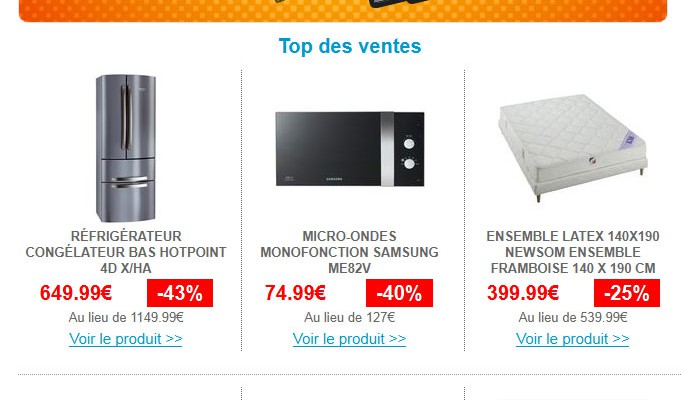 Top des ventes
RÉFRIGÉRATEUR
CONGÉLATEUR BAS HOTPOINT
4D X/HA
649.99€ -43%
Au lieu de 1149.99€
Voir le produit >>
SAMSUNG
MICRO-ONDES
MONOFONCTION SAMSUNG
ME82V
74.99€ -40%
Au lieu de 127€
Voir le produit >>
ENSEMBLE LATEX 140X190
NEWSOM ENSEMBLE
FRAMBOISE 140 X 190 CM
399.99€ -25%
Au lieu de 539.99€
Voir le produit >>